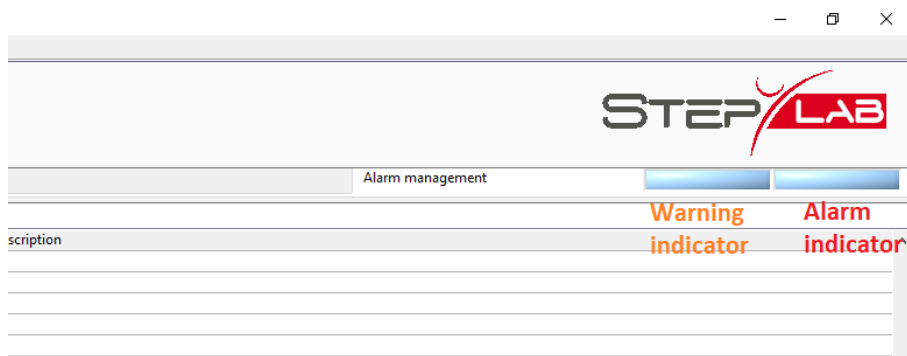 STEP LAB
Alarm management
Warning indicator
Alarm indicator
scription